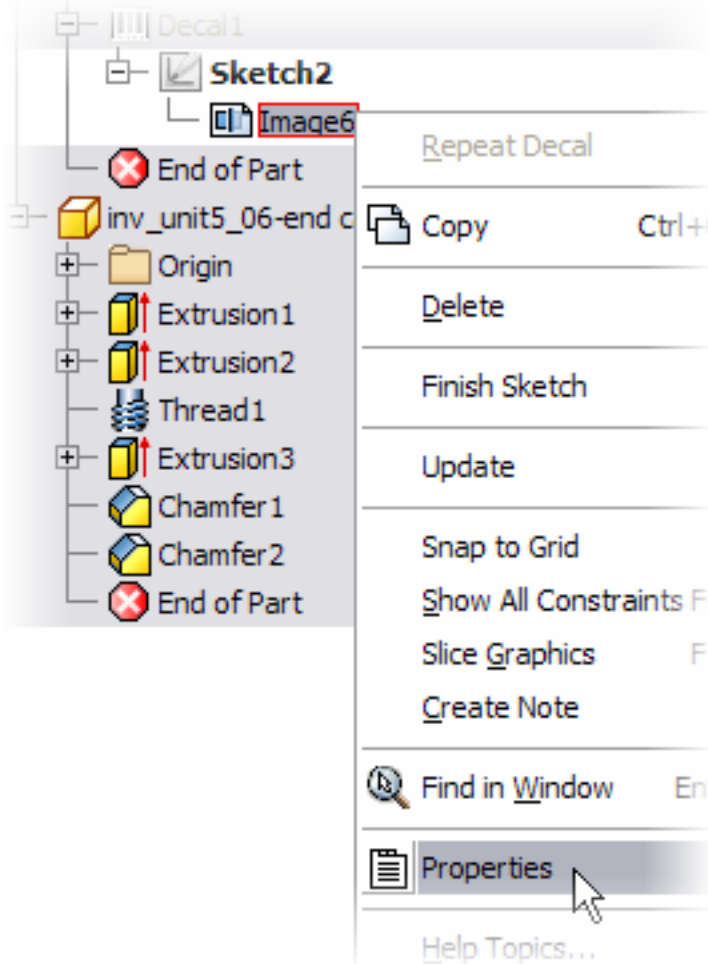 Decal1
Sketch2
Image6
End of Part
inv_unit5_06-end c
Origin
Extrusion1
Extrusion2
Thread1
Extrusion3
Chamfer1
Chamfer2
End of Part
Repeat Decal
Copy Ctrl+
Delete
Finish Sketch
Update
Snap to Grid
Show All Constraints F
Slice Graphics F
Create Note
Find in Window En
Properties
Help Topics...